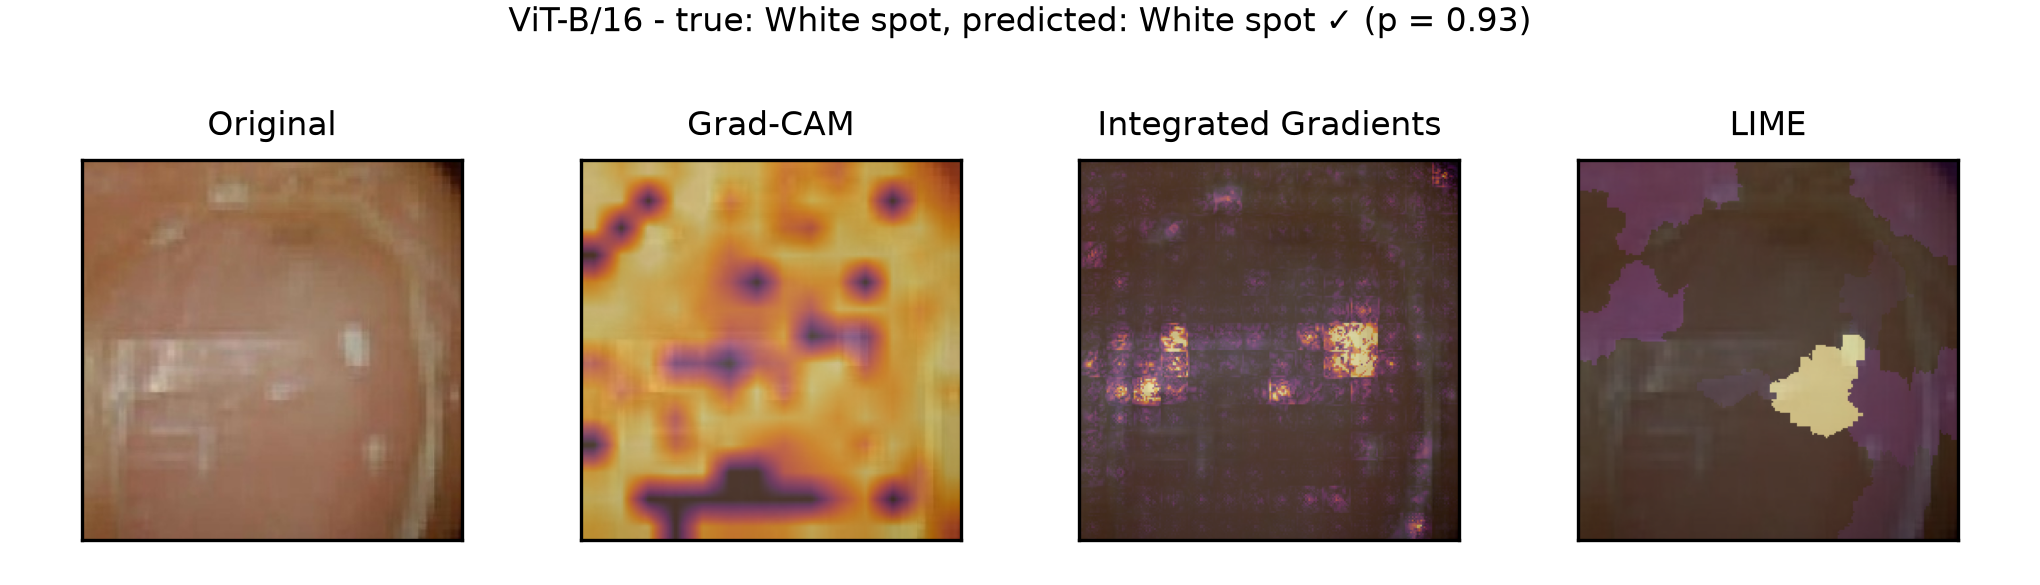 ViT-B/16 - true: White spot, predicted: White spot ✓ (p = 0.93)
Original
Grad-CAM
Integrated Gradients
LIME